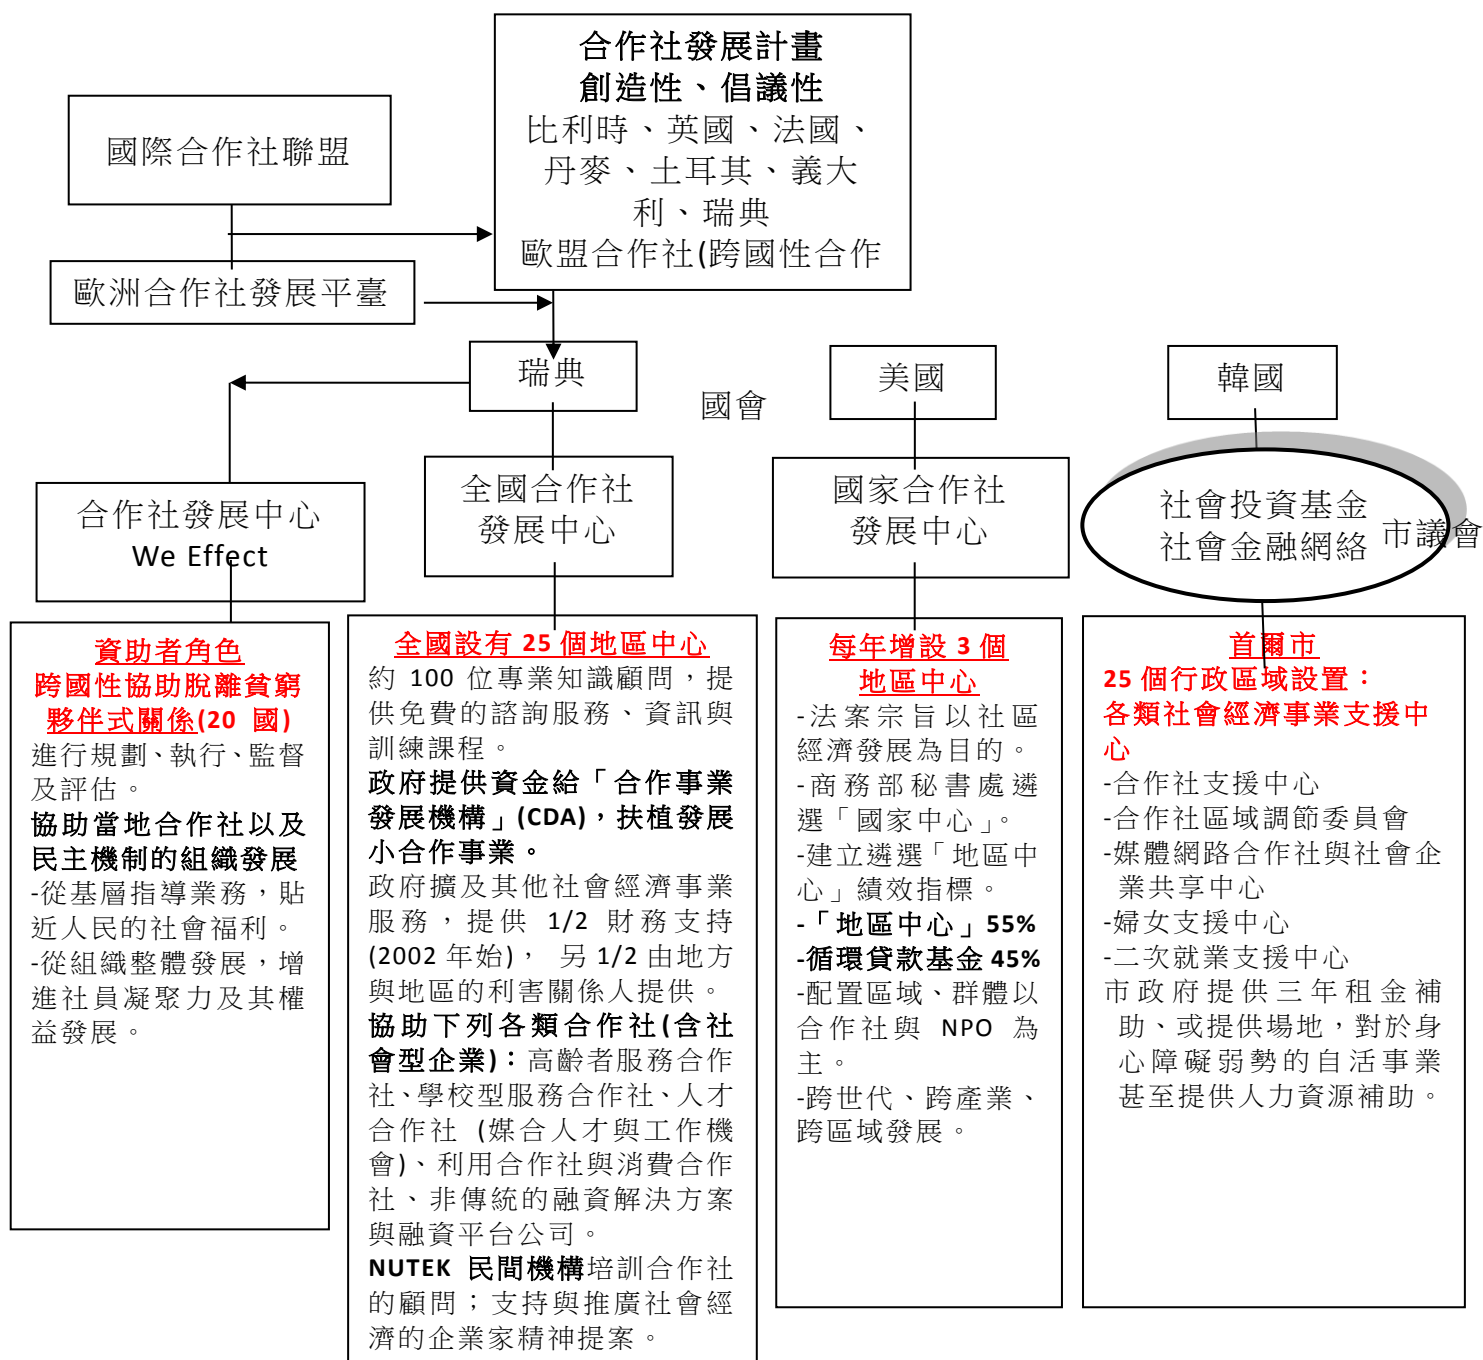 合作社發展計畫
創造性、倡議性
比利時、英國、法國、
丹麥、土耳其、義大
利、瑞典
歐盟合作社(跨國性合作
國際合作社聯盟
歐洲合作社發展平臺
瑞典
國會
美國
韓國
合作社發展中心
We Effect
全國合作社
發展中心
國家合作社
發展中心
社會投資基金
社會金融網絡
市議會
資助者角色
跨國性協助脫離貧窮
夥伴式關係(20 國)
進行規劃、執行、監督
及評估。
協助當地合作社以及
民主機制的組織發展
-從基層指導業務，貼
近人民的社會福利。
-從組織整體發展，增
進社員凝聚力及其權
益發展。
全國設有 25 個地區中心
約 100 位專業知識顧問，提
供免費的諮詢服務、資訊與
訓練課程。
政府提供資金給「合作事業
發展機構」(CDA)，扶植發展
小合作事業。
政府擴及其他社會經濟事業
服務，提供 1/2 財務支持
(2002 年始)， 另 1/2 由地方
與地區的利害關係人提供。
協助下列各類合作社(含社
會型企業)：高齡者服務合作
社、學校型服務合作社、人才
合作社 (媒合人才與工作機
會)、利用合作社與消費合作
社、非傳統的融資解決方案
與融資平台公司。
NUTEK 民間機構培訓合作社
的顧問；支持與推廣社會經
濟的企業家精神提案。
每年增設 3 個
地區中心
-法案宗旨以社區
經濟發展為目的。
-商務部秘書處遴
選「國家中心」。
-建立遴選「地區中
心」績效指標。
-「地區中心」55%
-循環貸款基金 45%
-配置區域、群體以
合作社與 NPO 為
主。
-跨世代、跨產業、
跨區域發展。
首爾市
25 個行政區域設置：
各類社會經濟事業支援中
心
-合作社支援中心
-合作社區域調節委員會
-媒體網路合作社與社會企
業共享中心
-婦女支援中心
-二次就業支援中心
市政府提供三年租金補
助、或提供場地，對於身
心障礙弱勢的自活事業
甚至提供人力資源補助。